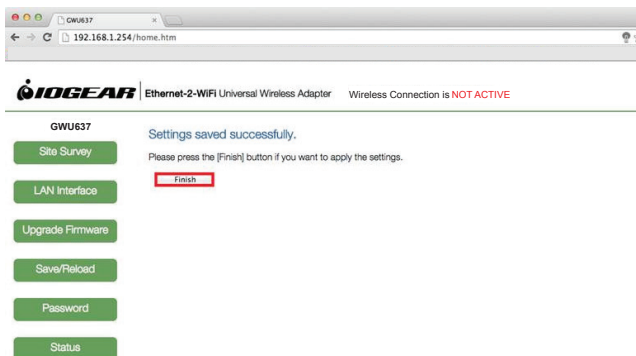 GWU637
192.168.1.254/home.htm
IOGEAR
Ethernet-2-WiFi Universal Wireless Adapter
Wireless Connection is NOT ACTIVE
GWU637
Settings saved successfully.
Site Survey
Please press the [Finish] button if you want to apply the settings.
Finish
LAN Interface
Upgrade Firmware
Save/Reload
Password
Status